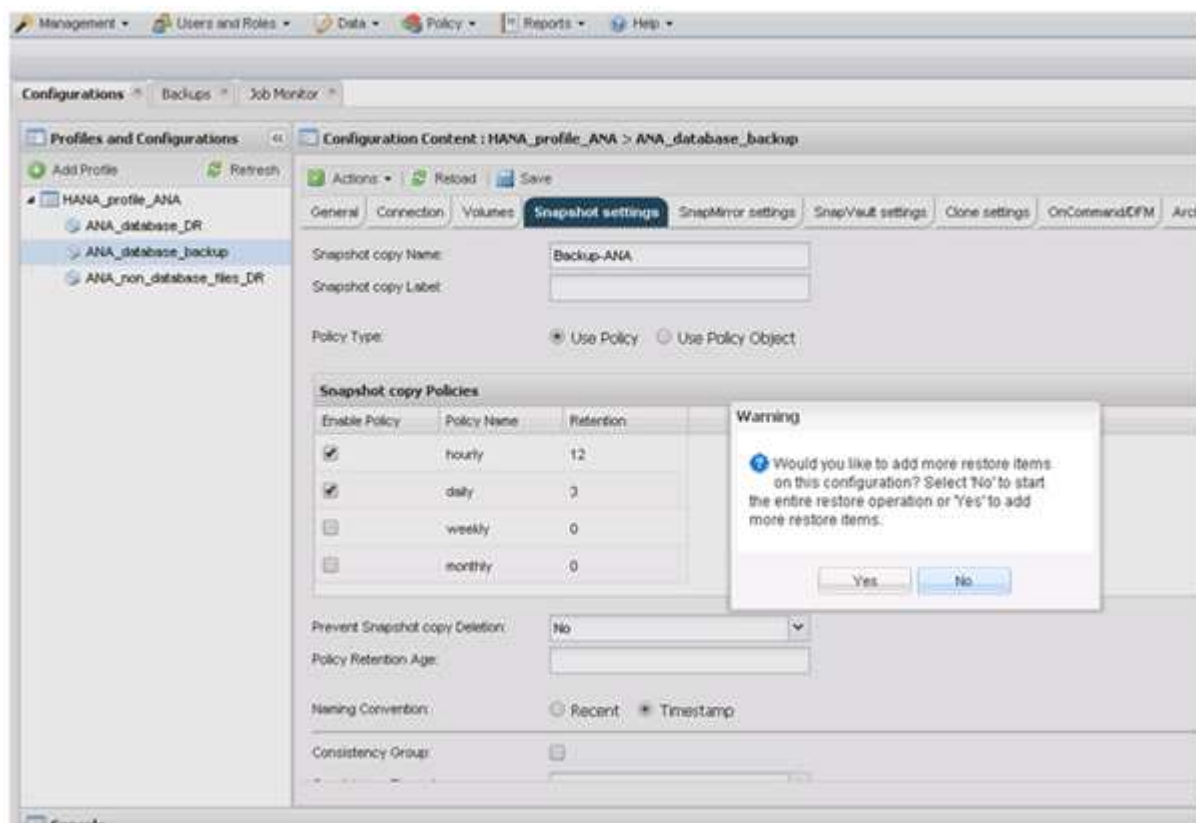 Management Users and Roles Data Policy Reports Help
Configurations Backups Job Monitor
Profiles and Configurations
Configuration Content : HANA_profile_ANA > ANA_database_backup
Add Profile Refresh
Actions Reload Save
HANA_profile_ANA
ANA_database_DR
ANA_database_backup
ANA_non_database_files_DR
General Connection Volumes Snapshot settings SnapMirror settings SnapVault settings Clone settings OnCommand/DFM Arc
Snapshot copy Name: Backup-ANA
Snapshot copy Label:
Policy Type: Use Policy Use Policy Object
Snapshot copy Policies
Enable Policy Policy Name Retention
hourly 12
daily 3
weekly 0
monthly 0
Warning
Would you like to add more restore items
on this configuration? Select 'No' to start
the entire restore operation or 'Yes' to add
more restore items.
Yes No
Prevent Snapshot copy Deletion: No
Policy Retention Age:
Naming Convention: Recent Timestamp
Consistency Group: